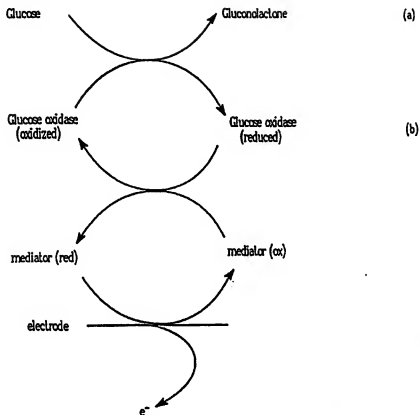 Glucose Gluconolactone (a)
Glucose oxidase Glucose oxidase (b)
(oxidized) (reduced)
mediator (red) mediator (ox)
electrode
e⁻